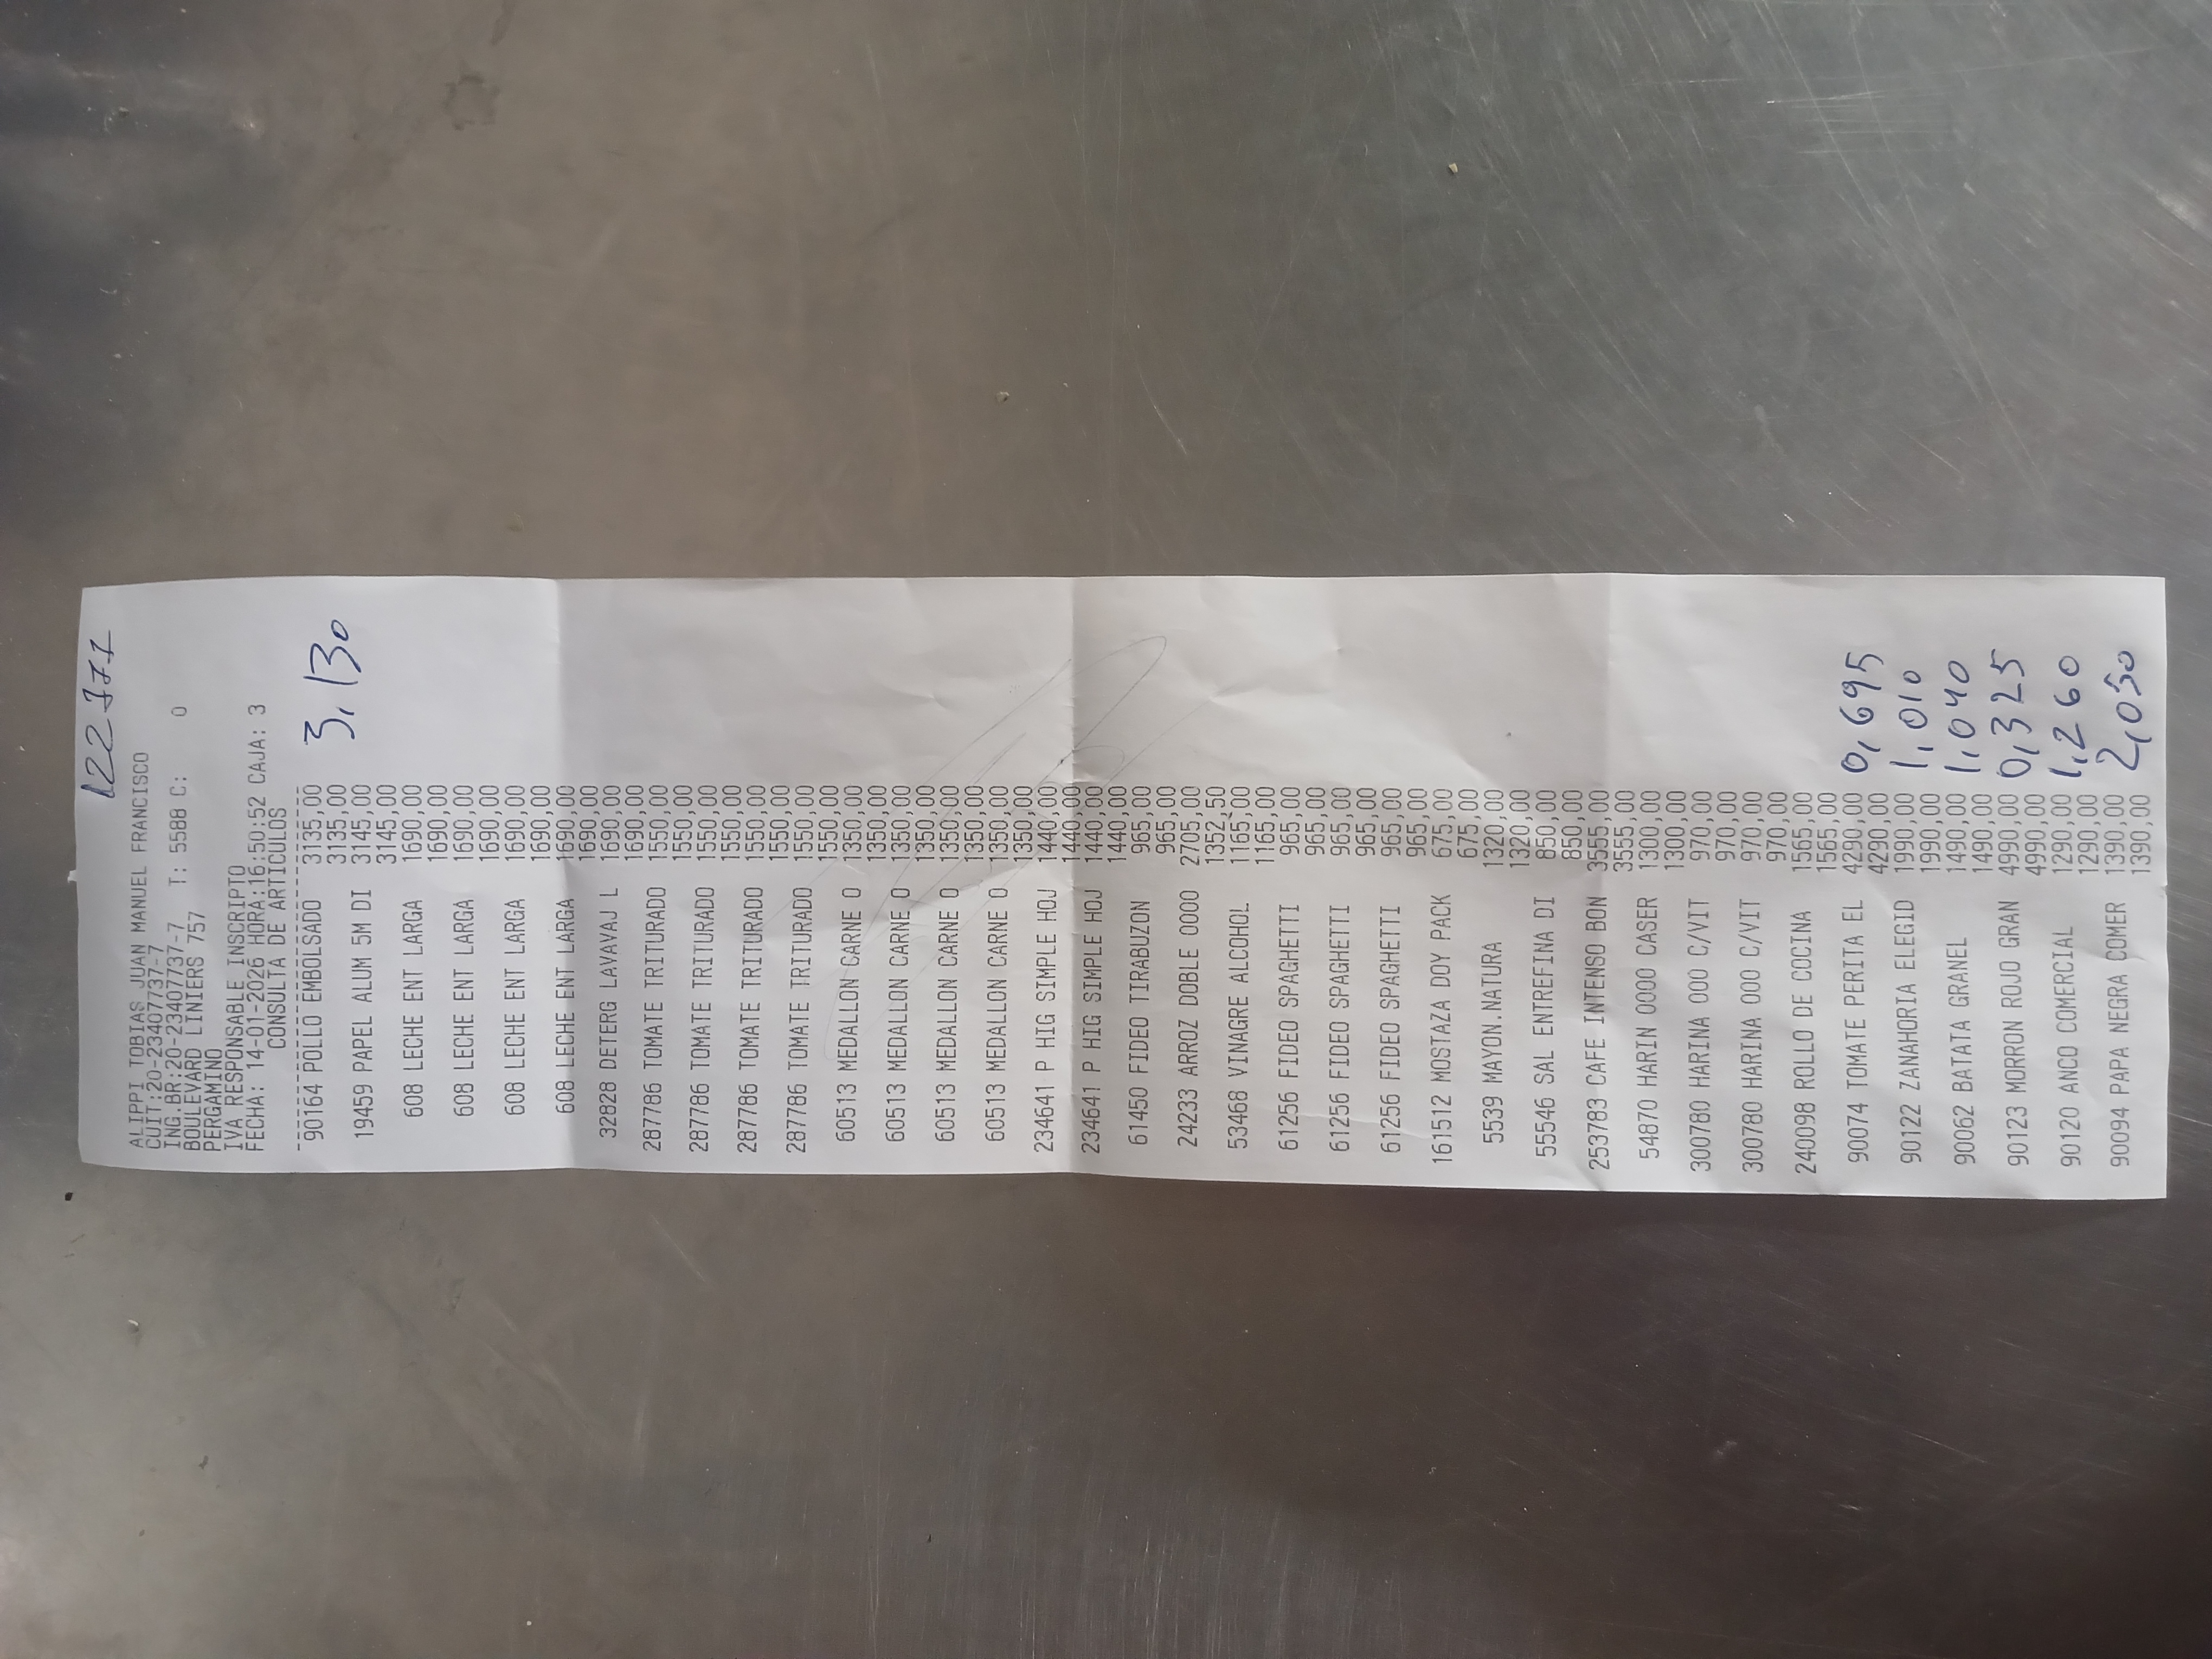 122771
ALIPPI TOBIAS JUAN MANUEL FRANCISCO
CUIT:20-23407737-7
ING.BR:20-23407737-7
BOULEVARD LINIERS 757 T: 5588 C: 0
PERGAMINO
IVA RESPONSABLE INSCRIPTO
FECHA: 14-01-2026 HORA:16:50:52 CAJA: 3
CONSULTA DE ARTICULOS
90164 POLLO EMBOLSADO 3135,00
3135,00 3,130
19459 PAPEL ALUM 5M DI 3145,00
3145,00
608 LECHE ENT LARGA 1690,00
1690,00
608 LECHE ENT LARGA 1690,00
1690,00
608 LECHE ENT LARGA 1690,00
1690,00
608 LECHE ENT LARGA 1690,00
1690,00
32828 DETERG LAVAVAJ L 1690,00
1690,00
287786 TOMATE TRITURADO 1550,00
1550,00
287786 TOMATE TRITURADO 1550,00
1550,00
287786 TOMATE TRITURADO 1550,00
1550,00
287786 TOMATE TRITURADO 1550,00
1550,00
60513 MEDALLON CARNE O 1350,00
1350,00
60513 MEDALLON CARNE O 1350,00
1350,00
60513 MEDALLON CARNE O 1350,00
1350,00
60513 MEDALLON CARNE O 1350,00
1350,00
234641 P HIG SIMPLE HOJ 1440,00
1440,00
234641 P HIG SIMPLE HOJ 1440,00
1440,00
61450 FIDEO TIRABUZON 965,00
965,00
24233 ARROZ DOBLE 0000 2705,00
1352,50
53468 VINAGRE ALCOHOL 1165,00
1165,00
61256 FIDEO SPAGHETTI 965,00
965,00
61256 FIDEO SPAGHETTI 965,00
965,00
61256 FIDEO SPAGHETTI 965,00
965,00
161512 MOSTAZA DOY PACK 675,00
675,00
5539 MAYON.NATURA 1320,00
1320,00
55546 SAL ENTREFINA DI 850,00
850,00
253783 CAFE INTENSO BON 3555,00
3555,00
54870 HARIN 0000 CASER 1300,00
1300,00
300780 HARINA 000 C/VIT 970,00
970,00
300780 HARINA 000 C/VIT 970,00
970,00
240098 ROLLO DE COCINA 1565,00
1565,00
90074 TOMATE PERITA EL 4290,00 0,695
4290,00
90122 ZANAHORIA ELEGID 1990,00 1,010
1990,00
90062 BATATA GRANEL 1490,00 1,040
1490,00
90123 MORRON ROJO GRAN 4990,00 0,325
4990,00
90120 ANCO COMERCIAL 1290,00 1,260
1290,00
90094 PAPA NEGRA COMER 1390,00 2,050
1390,00